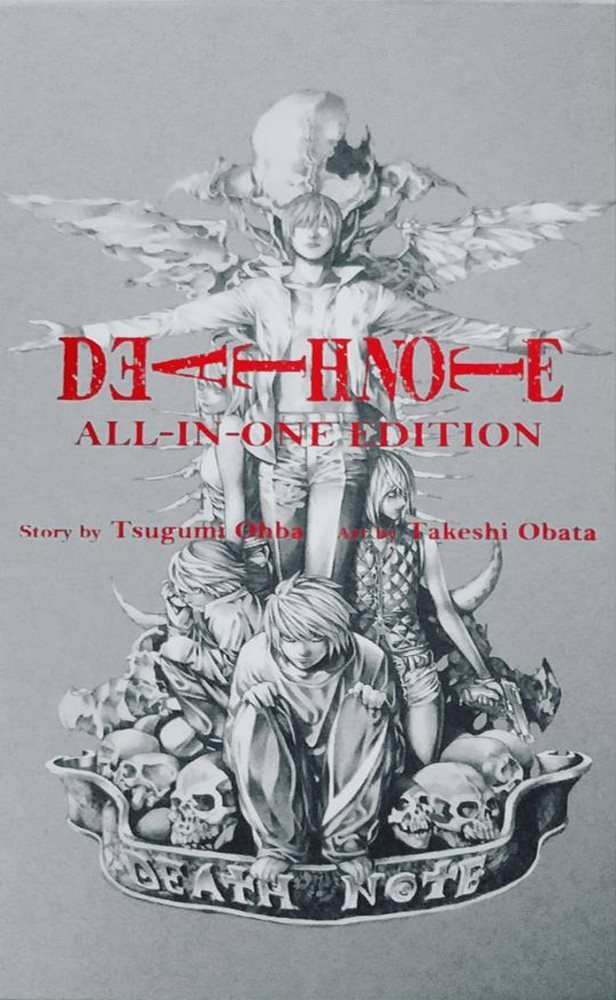 DEATH NOTE
ALL-IN-ONE EDITION
Story by Tsugumi Ohba Art by Takeshi Obata
DEATH NOTE